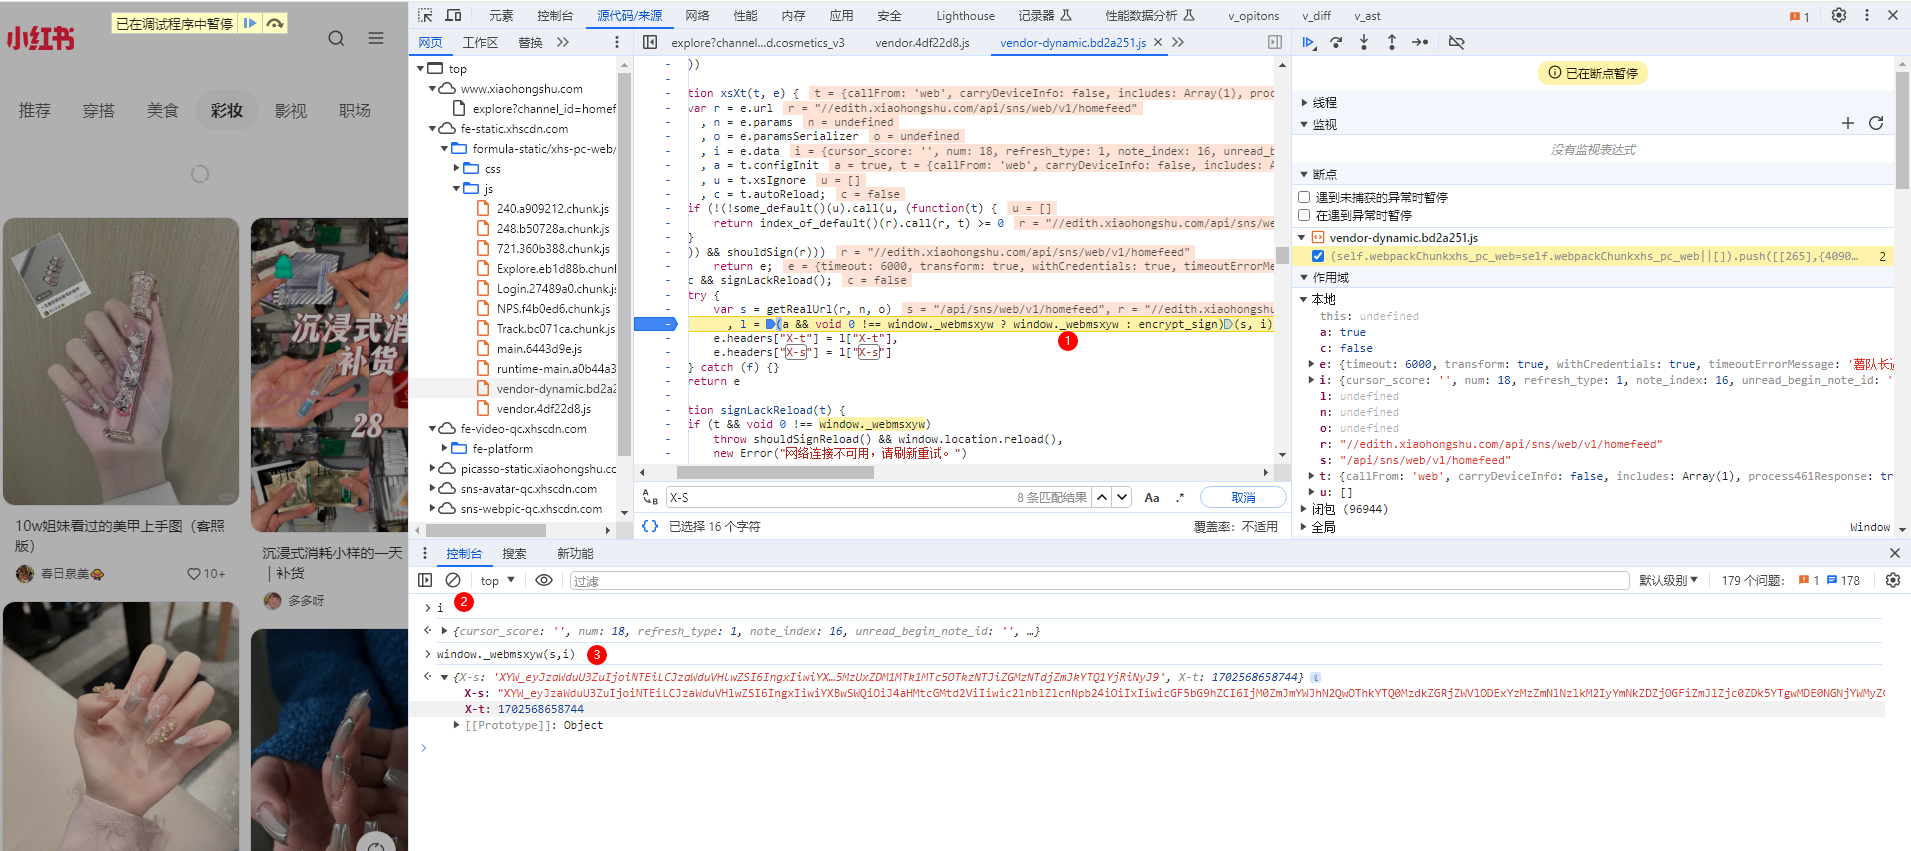 小红书
已在调试程序中暂停
推荐 穿搭 美食 彩妆 影视 职场
沉浸式消
补货
28
10w姐妹看过的美甲上手图（客照版）
春日泉美
10+
沉浸式消耗小样的一天｜补货
多多呀
元素 控制台 源代码/来源 网络 性能 内存 应用 安全 Lighthouse 记录器 性能数据分析 v_opitons v_diff v_ast
1
网页 工作区 替换
top
www.xiaohongshu.com
explore?channel_id=homef
fe-static.xhscdn.com
formula-static/xhs-pc-web/
css
js
240.a909212.chunk.js
248.b50728a.chunk.js
721.360b388.chunk.js
Explore.eb1d88b.chunk
Login.27489a0.chunk.js
NPS.f4b0ed6.chunk.js
Track.bc071ca.chunk.js
main.6443d9e.js
runtime-main.a0b44a3
vendor-dynamic.bd2a2
vendor.4df22d8.js
fe-video-qc.xhscdn.com
fe-platform
picasso-static.xiaohongshu.cc
sns-avatar-qc.xhscdn.com
sns-webpic-qc.xhscdn.com
explore?channel…d.cosmetics_v3 vendor.4df22d8.js vendor-dynamic.bd2a251.js
- ))
-
- tion xsXt(t, e) { t = {callFrom: 'web', carryDeviceInfo: false, includes: Array(1), proc
- var r = e.url r = "//edith.xiaohongshu.com/api/sns/web/v1/homefeed"
- , n = e.params n = undefined
- , o = e.paramsSerializer o = undefined
- , i = e.data i = {cursor_score: '', num: 18, refresh_type: 1, note_index: 16, unread_b
- , a = t.configInit a = true, t = {callFrom: 'web', carryDeviceInfo: false, includes: A
- , u = t.xsIgnore u = []
- , c = t.autoReload; c = false
- if (!(!some_default()(u).call(u, (function(t) { u = []
- return index_of_default()(r).call(r, t) >= 0 r = "//edith.xiaohongshu.com/api/sns/we
- }
- )) && shouldSign(r))) r = "//edith.xiaohongshu.com/api/sns/web/v1/homefeed"
- return e; e = {timeout: 6000, transform: true, withCredentials: true, timeoutErrorMe
- c && signLackReload(); c = false
- try {
- var s = getRealUrl(r, n, o) s = "/api/sns/web/v1/homefeed", r = "//edith.xiaohongshu
- , l = (a && void 0 !== window._webmsxyw ? window._webmsxyw : encrypt_sign)(s, i)
1
- e.headers["X-t"] = l["X-t"],
- e.headers["X-s"] = l["X-s"]
- } catch (f) {}
- return e
-
- tion signLackReload(t) {
- if (t && void 0 !== window._webmsxyw)
- throw shouldSignReload() && window.location.reload(),
- new Error("网络连接不可用，请刷新重试。")
X-S 8 条匹配结果 Aa .* 取消
{} 已选择 16 个字符 覆盖率：不适用
已在断点暂停
线程
监视
没有监视表达式
断点
遇到未捕获的异常时暂停
在遇到异常时暂停
vendor-dynamic.bd2a251.js
(self.webpackChunkxhs_pc_web=self.webpackChunkxhs_pc_web||[]).push([[265],{4090… 2
作用域
本地
this: undefined
a: true
c: false
e: {timeout: 6000, transform: true, withCredentials: true, timeoutErrorMessage: '薯队长
i: {cursor_score: '', num: 18, refresh_type: 1, note_index: 16, unread_begin_note_id: '
l: undefined
n: undefined
o: undefined
r: "//edith.xiaohongshu.com/api/sns/web/v1/homefeed"
s: "/api/sns/web/v1/homefeed"
t: {callFrom: 'web', carryDeviceInfo: false, includes: Array(1), process461Response: tr
u: []
闭包 (96944)
全局 Window
控制台 搜索 新功能
top 过滤 默认级别 179 个问题： 1 178
i
2
{cursor_score: '', num: 18, refresh_type: 1, note_index: 16, unread_begin_note_id: '', …}
window._webmsxyw(s,i)
3
X-t: 1702568658744
[[Prototype]]: Object